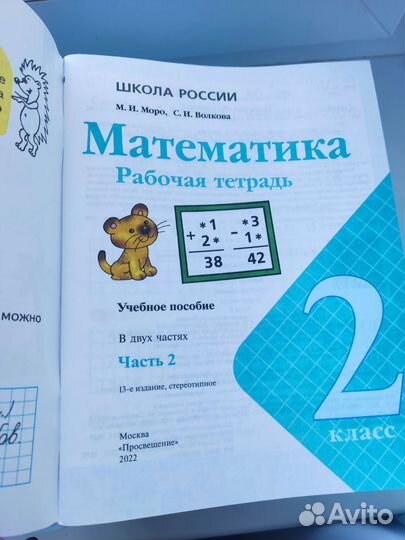 е
а
о
можно
ов.
ШКОЛА РОССИИ
М. И. Моро, С. И. Волкова
Математика
Рабочая тетрадь
+ *1 - *3
2* 1*
38 42
Учебное пособие
В двух частях
Часть 2
13-е издание, стереотипное
2
класс
Москва
«Просвещение»
2022
Avito